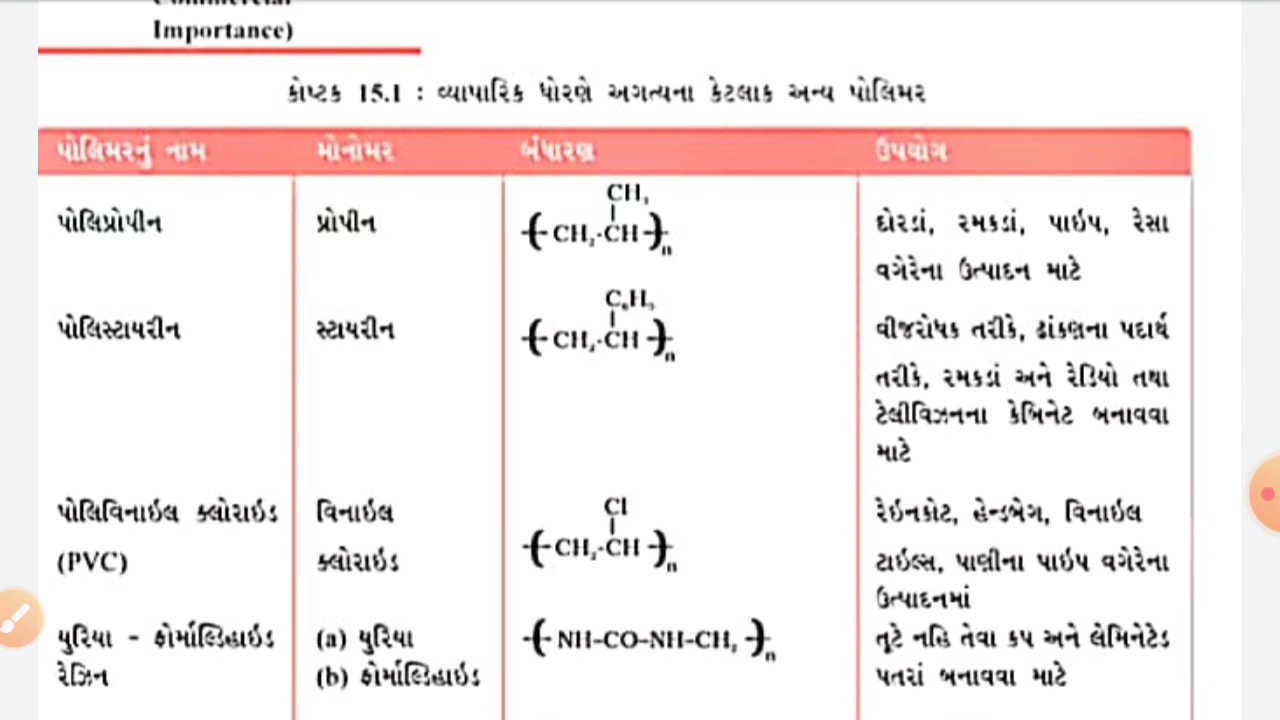 Importance)
કોષ્ટક 15.1 : વ્યાપારિક ધોરણે અગત્યના કેટલાક અન્ય પોલિમર
પોલિમરનું નામ મોનોમર બંધારણ ઉપયોગ
પોલિપ્રોપીન
પ્રોપીન
CH₃
-( CH₂-CH )-n
દોરડાં, રમકડાં, પાઇપ, રેસા
વગેરેના ઉત્પાદન માટે
પોલિસ્ટાયરીન
સ્ટાયરીન
C₆H₅
-( CH₂-CH )-n
વીજરોધક તરીકે, ઢાંકણના પદાર્થ
તરીકે, રમકડાં અને રેડિયો તથા
ટેલીવિઝનના કેબિનેટ બનાવવા
માટે
પોલિવિનાઇલ ક્લોરાઇડ
(PVC)
વિનાઇલ
ક્લોરાઇડ
Cl
-( CH₂-CH )-n
રેઇનકોટ, હેન્ડબેગ, વિનાઇલ
ટાઇલ્સ, પાણીના પાઇપ વગેરેના
ઉત્પાદનમાં
યુરિયા - ફોર્માલ્ડિહાઇડ
રેઝિન
(a) યુરિયા
(b) ફોર્માલ્ડિહાઇડ
-( NH–CO–NH–CH₂ )-n
તૂટે નહિ તેવા કપ અને લેમિનેટેડ
પતરાં બનાવવા માટે